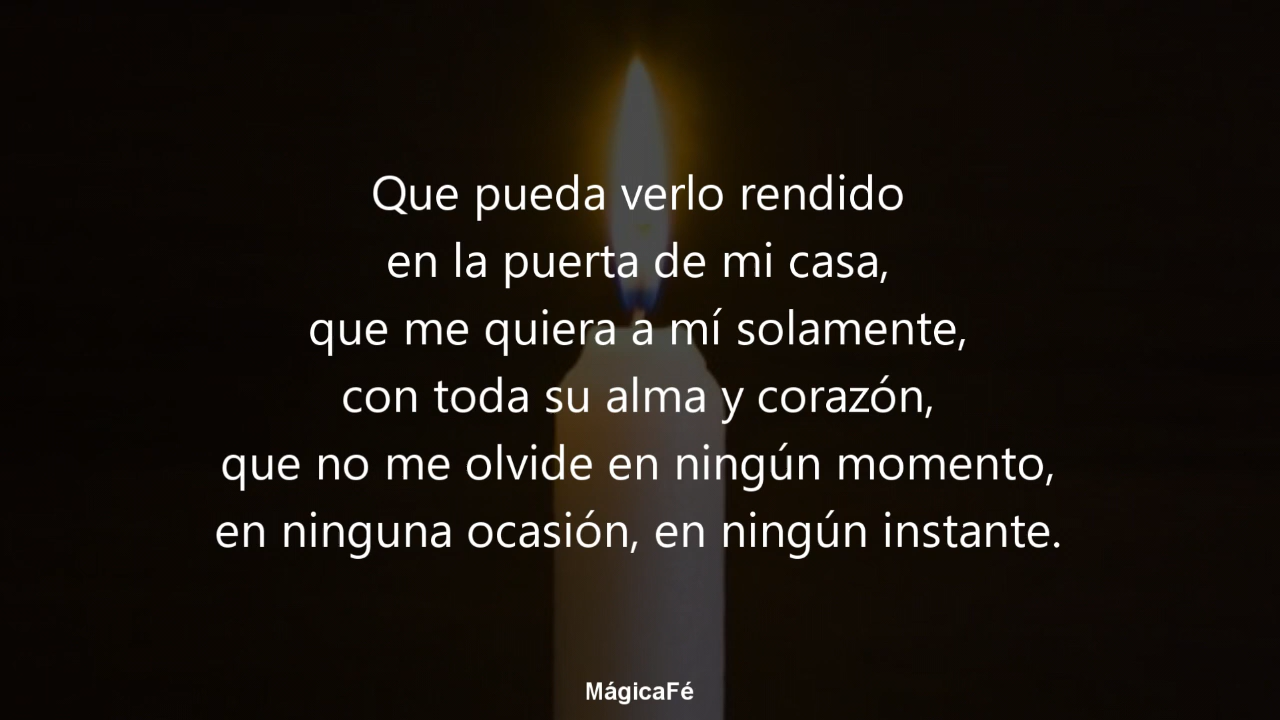 Que pueda verlo rendido
en la puerta de mi casa,
que me quiera a mí solamente,
con toda su alma y corazón,
que no me olvide en ningún momento,
en ninguna ocasión, en ningún instante.
MágicaFé